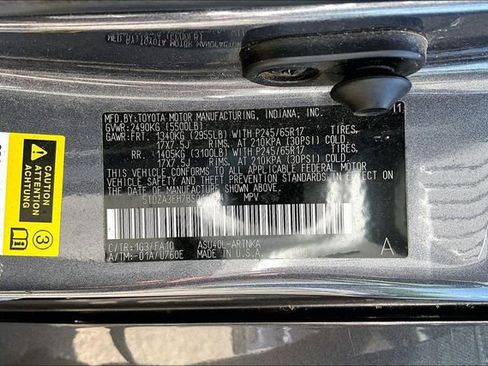 MFD.BY:TOYOTA MOTOR MANUFACTURING, INDIANA, INC. 11
GVWR:2490KG (5500LB)
GAWR:FRT. 1340KG (2955LB) WITH P245/65R17 TIRES,
17X7.5J RIMS, AT 210KPA (30PSI) COLD
RR. 1405KG (3100LB) WITH P245/65R17 TIRES,
17X7.5J RIMS, AT 210KPA (30PSI) COLD
THIS VEHICLE CONFORMS TO ALL APPLICABLE FEDERAL MOTOR
VEHICLE SAFETY AND THEFT PREVENTION STANDARDS IN EFFECT ON
THE DATE OF MANUFACTURE SHOWN ABOVE.
MPV
C/TR:1G3/FA10 ASU40L-ARTNKA
A/TM:-01A/U760E MADE IN U.S.A. A
CAUTION
ATTENTION
ACHTUNG
3